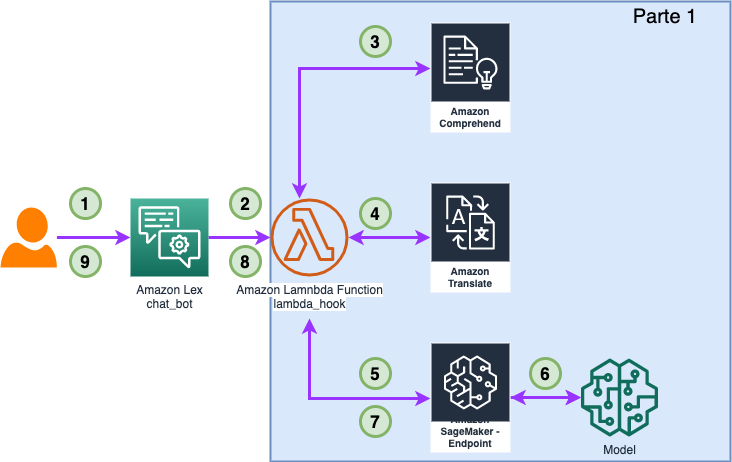 Parte 1
3
Amazon
Comprehend
1
2
4
A
文
9
8
Amazon Lex
chat_bot
Amazon Lamnbda Function
lambda_hook
Amazon
Translate
5
6
7
Amazon
SageMaker -
Endpoint
Model